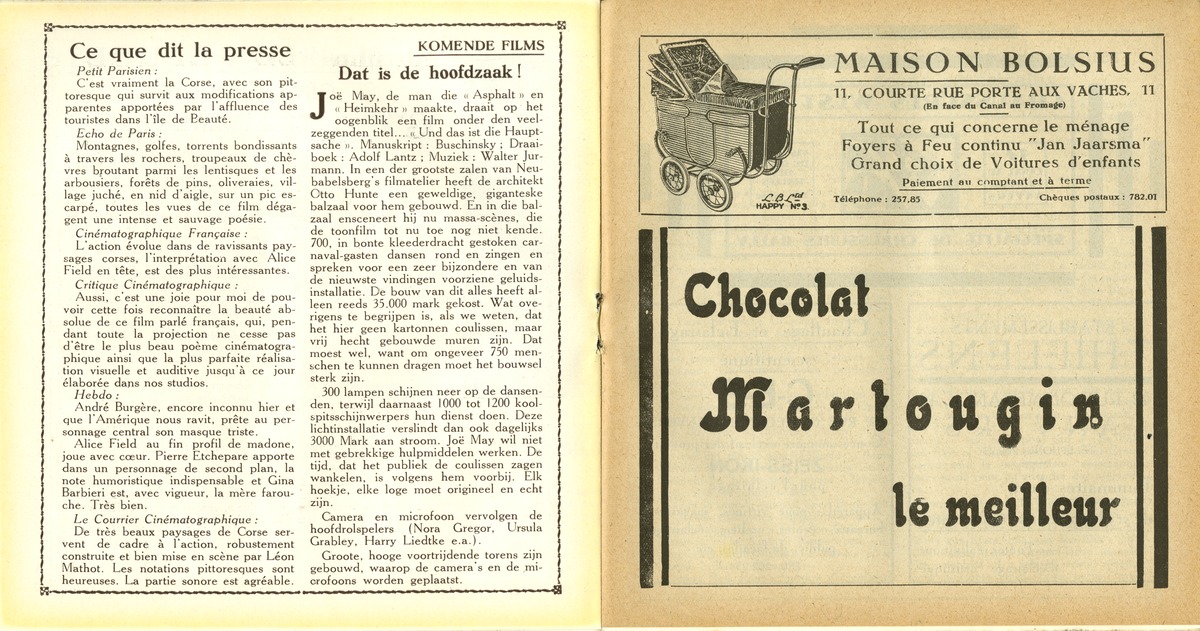 Ce que dit la presse
Petit Parisien :
C'est vraiment la Corse, avec son pit-
toresque qui survit aux modifications ap-
parentes apportées par l'affluence des
touristes dans l'île de Beauté.
Echo de Paris :
Montagnes, golfes, torrents bondissants
à travers les rochers, troupeaux de chè-
vres broutant parmi les lentisques et les
arbousiers, forêts de pins, oliveraies, vil-
lage juché, en nid d'aigle, sur un pic es-
carpé, toutes les vues de ce film déga-
gent une intense et sauvage poésie.
Cinématographique Française :
L'action évolue dans de ravissants pay-
sages corses, l'interprétation avec Alice
Field en tête, est des plus intéressantes.
Critique Cinématographique :
Aussi, c'est une joie pour moi de pou-
voir cette fois reconnaître la beauté ab-
solue de ce film parlé français, qui, pen-
dant toute la projection ne cesse pas
d'être le plus beau poème cinématogra-
phique ainsi que la plus parfaite réalisa-
tion visuelle et auditive jusqu'à ce jour
élaborée dans nos studios.
Hebdo :
André Burgère, encore inconnu hier et
que l'Amérique nous ravit, prête au per-
sonnage central son masque triste.
Alice Field au fin profil de madone,
joue avec cœur. Pierre Etchepare apporte
dans un personnage de second plan, la
note humoristique indispensable et Gina
Barbieri est, avec vigueur, la mère farou-
che. Très bien.
Le Courrier Cinématographique :
De très beaux paysages de Corse ser-
vent de cadre à l'action, robustement
construite et bien mise en scène par Léon
Mathot. Les notations pittoresques sont
heureuses. La partie sonore est agréable.
KOMENDE FILMS
Dat is de hoofdzaak !
Joë May, de man die « Asphalt » en
« Heimkehr » maakte, draait op het
oogenblik een film onder den veel-
zeggenden titel... « Und das ist die Haupt-
sache ». Manuskript : Buschinsky ; Draai-
boek : Adolf Lantz ; Muziek : Walter Jur-
mann. In een der grootste zalen van Neu-
babelsberg's filmatelier heeft de architekt
Otto Hunte een geweldige, giganteske
balzaal voor hem gebouwd. En in die bal-
zaal ensceneert hij nu massa-scènes, die
de toonfilm tot nu toe nog niet kende.
700, in bonte kleederdracht gestoken car-
naval-gasten dansen rond en zingen en
spreken voor een zeer bijzondere en van
de nieuwste vindingen voorziene geluids-
installatie. De bouw van dit alles heeft al-
leen reeds 35.000 mark gekost. Wat ove-
rigens te begrijpen is, als we weten, dat
het hier geen kartonnen coulissen, maar
vrij hecht gebouwde muren zijn. Dat
moest wel, want om ongeveer 750 men-
schen te kunnen dragen moet het bouwsel
sterk zijn.
300 lampen schijnen neer op de dansen-
den, terwijl daarnaast 1000 tot 1200 kool-
spitsschijnwerpers hun dienst doen. Deze
lichtinstallatie verslindt dan ook dagelijks
3000 Mark aan stroom. Joë May wil niet
met gebrekkige hulpmiddelen werken. De
tijd, dat het publiek de coulissen zagen
wankelen, is volgens hem voorbij. Elk
hoekje, elke loge moet origineel en echt
zijn.
Camera en microfoon vervolgen de
hoofdrolspelers (Nora Gregor, Ursula
Grabley, Harry Liedtke e.a.).
Groote, hooge voortrijdende torens zijn
gebouwd, waarop de camera's en de mi-
crofoons worden geplaatst.
MAISON BOLSIUS
11, COURTE RUE PORTE AUX VACHES, 11
(En face du Canal au Fromage)
Tout ce qui concerne le ménage
Foyers à Feu continu "Jan Jaarsma"
Grand choix de Voitures d'enfants
Paiement au comptant et à terme
Téléphone : 257,85 Chèques postaux : 782.01
L B Ltd
HAPPY No 3.
Chocolat
Martougin
le meilleur